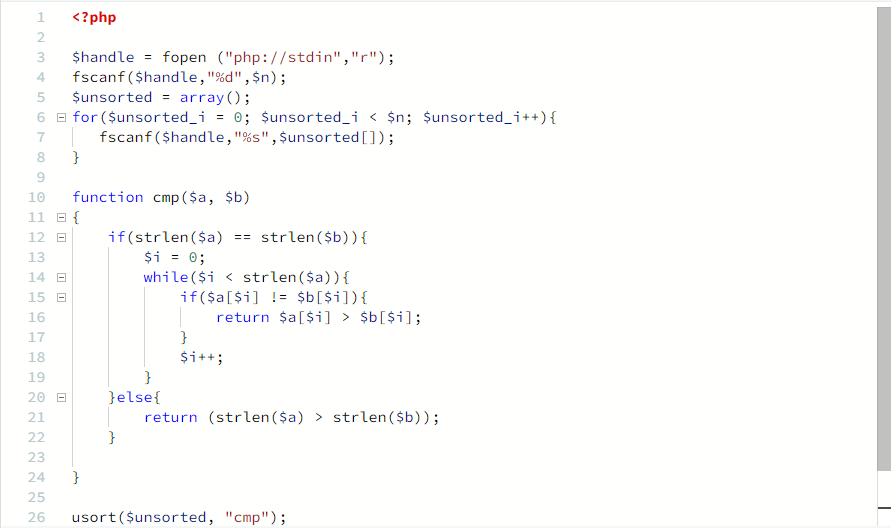 1 <?php
2
3 $handle = fopen ("php://stdin","r");
4 fscanf($handle,"%d",$n);
5 $unsorted = array();
6 for($unsorted_i = 0; $unsorted_i < $n; $unsorted_i++){
7    fscanf($handle,"%s",$unsorted[]);
8 }
9
10 function cmp($a, $b)
11 {
12     if(strlen($a) == strlen($b)){
13         $i = 0;
14         while($i < strlen($a)){
15             if($a[$i] != $b[$i]){
16                 return $a[$i] > $b[$i];
17             }
18             $i++;
19         }
20     }else{
21         return (strlen($a) > strlen($b));
22     }
23
24 }
25
26 usort($unsorted, "cmp");